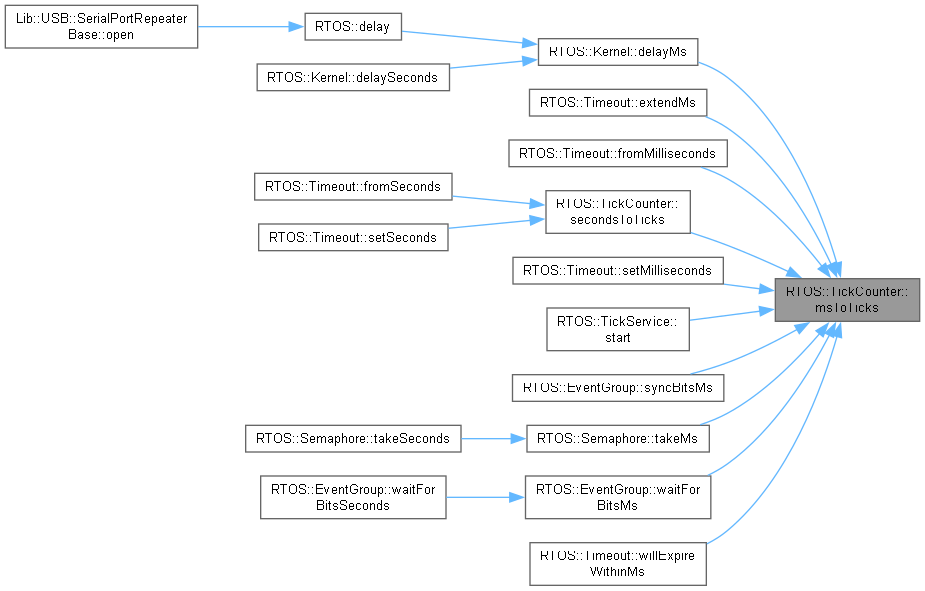 Lib::USB::SerialPortRepeater
Base::open
RTOS::delay
RTOS::Kernel::delayMs
RTOS::Kernel::delaySeconds
RTOS::Timeout::extendMs
RTOS::Timeout::fromMilliseconds
RTOS::Timeout::fromSeconds
RTOS::TickCounter::
secondsToTicks
RTOS::Timeout::setSeconds
RTOS::Timeout::setMilliseconds
RTOS::TickCounter::
msToTicks
RTOS::TickService::
start
RTOS::EventGroup::syncBitsMs
RTOS::Semaphore::takeSeconds
RTOS::Semaphore::takeMs
RTOS::EventGroup::waitFor
BitsSeconds
RTOS::EventGroup::waitFor
BitsMs
RTOS::Timeout::willExpire
WithinMs